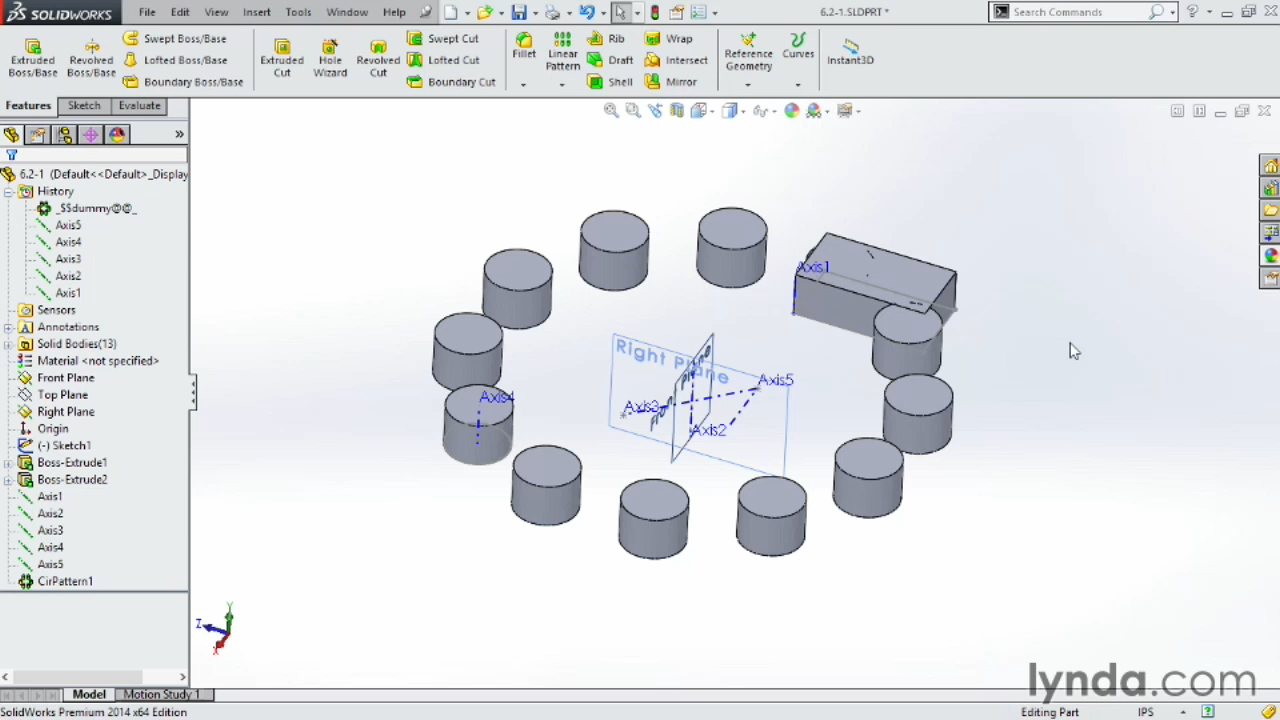 SOLIDWORKS File Edit View Insert Tools Window Help 6.2-1.SLDPRT * Search Commands
Extruded Boss/Base
Revolved Boss/Base
Swept Boss/Base
Lofted Boss/Base
Boundary Boss/Base
Extruded Cut
Hole Wizard
Revolved Cut
Swept Cut
Lofted Cut
Boundary Cut
Fillet
Linear Pattern
Rib
Draft
Shell
Wrap
Intersect
Mirror
Reference Geometry
Curves
Instant3D
Features Sketch Evaluate
6.2-1 (Default<<Default>_Display
History
_$$dummy@@_
Axis5
Axis4
Axis3
Axis2
Axis1
Sensors
Annotations
Solid Bodies(13)
Material <not specified>
Front Plane
Top Plane
Right Plane
Origin
(-) Sketch1
Boss-Extrude1
Boss-Extrude2
Axis1
Axis2
Axis3
Axis4
Axis5
CirPattern1
Axis1
Right Plane
Axis5
Axis4
Axis3
Axis2
Y
Z
X
lynda.com
Model Motion Study 1
SolidWorks Premium 2014 x64 Edition Editing Part IPS